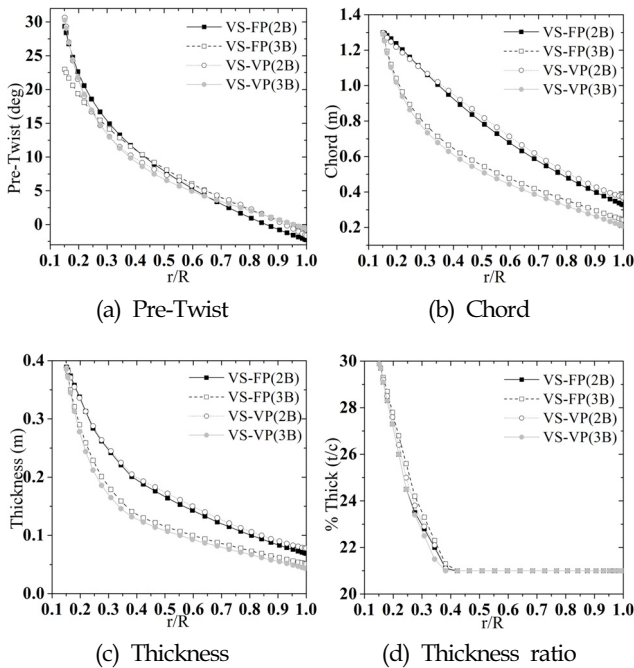 VS-FP(2B)
VS-FP(3B)
VS-VP(2B)
VS-VP(3B)
30
25
20
15
10
5
0
Pre-Twist (deg)
0.1 0.2 0.3 0.4 0.5 0.6 0.7 0.8 0.9 1.0
r/R
(a) Pre-Twist
VS-FP(2B)
VS-FP(3B)
VS-VP(2B)
VS-VP(3B)
1.4
1.2
1.0
0.8
0.6
0.4
0.2
Chord (m)
0.1 0.2 0.3 0.4 0.5 0.6 0.7 0.8 0.9 1.0
r/R
(b) Chord
VS-FP(2B)
VS-FP(3B)
VS-VP(2B)
VS-VP(3B)
0.4
0.3
0.2
0.1
0.0
Thickness (m)
0.1 0.2 0.3 0.4 0.5 0.6 0.7 0.8 0.9 1.0
r/R
(c) Thickness
VS-FP(2B)
VS-FP(3B)
VS-VP(2B)
VS-VP(3B)
30
28
26
24
22
20
% Thick (t/c)
0.1 0.2 0.3 0.4 0.5 0.6 0.7 0.8 0.9 1.0
r/R
(d) Thickness ratio